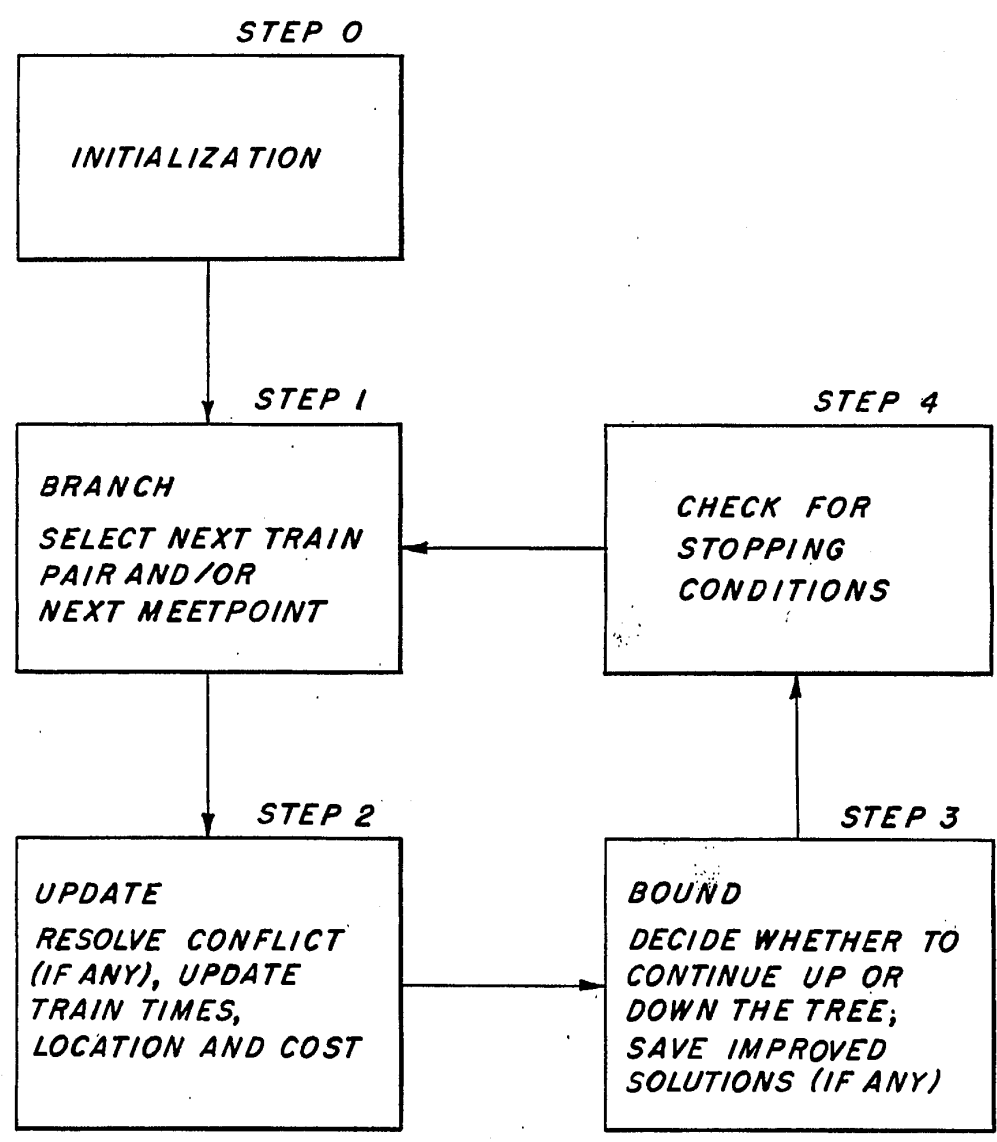 STEP 0
INITIALIZATION
STEP 1
BRANCH
SELECT NEXT TRAIN
PAIR AND/OR
NEXT MEETPOINT
STEP 2
UPDATE
RESOLVE CONFLICT
(IF ANY), UPDATE
TRAIN TIMES,
LOCATION AND COST
STEP 3
BOUND
DECIDE WHETHER TO
CONTINUE UP OR
DOWN THE TREE;
SAVE IMPROVED
SOLUTIONS (IF ANY)
STEP 4
CHECK FOR
STOPPING
CONDITIONS